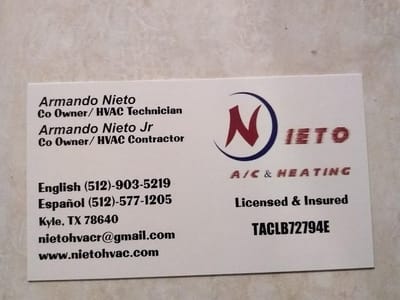 Armando Nieto
Co Owner/ HVAC Technician
Armando Nieto Jr
Co Owner/ HVAC Contractor
English (512)-903-5219
Español (512)-577-1205
Kyle, TX 78640
nietohvacr@gmail.com
www.nietohvac.com
NIETO
A/C & HEATING
Licensed & Insured
TACLB72794E